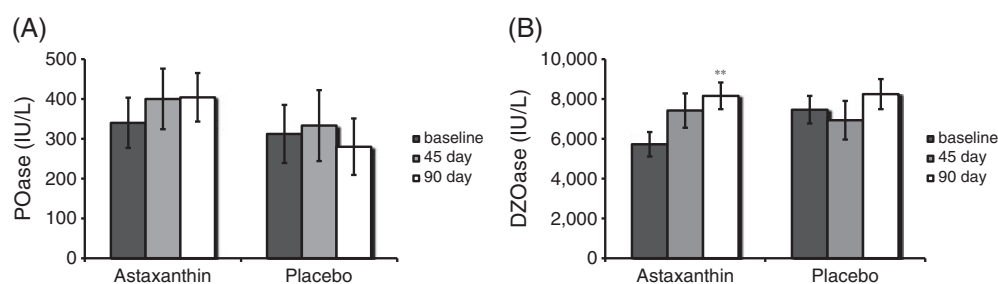 (A)
POase (IU/L)
500
400
300
200
100
0
Astaxanthin
Placebo
baseline
45 day
90 day
(B)
DZOase (IU/L)
10,000
8,000
6,000
4,000
2,000
0
**
Astaxanthin
Placebo
baseline
45 day
90 day